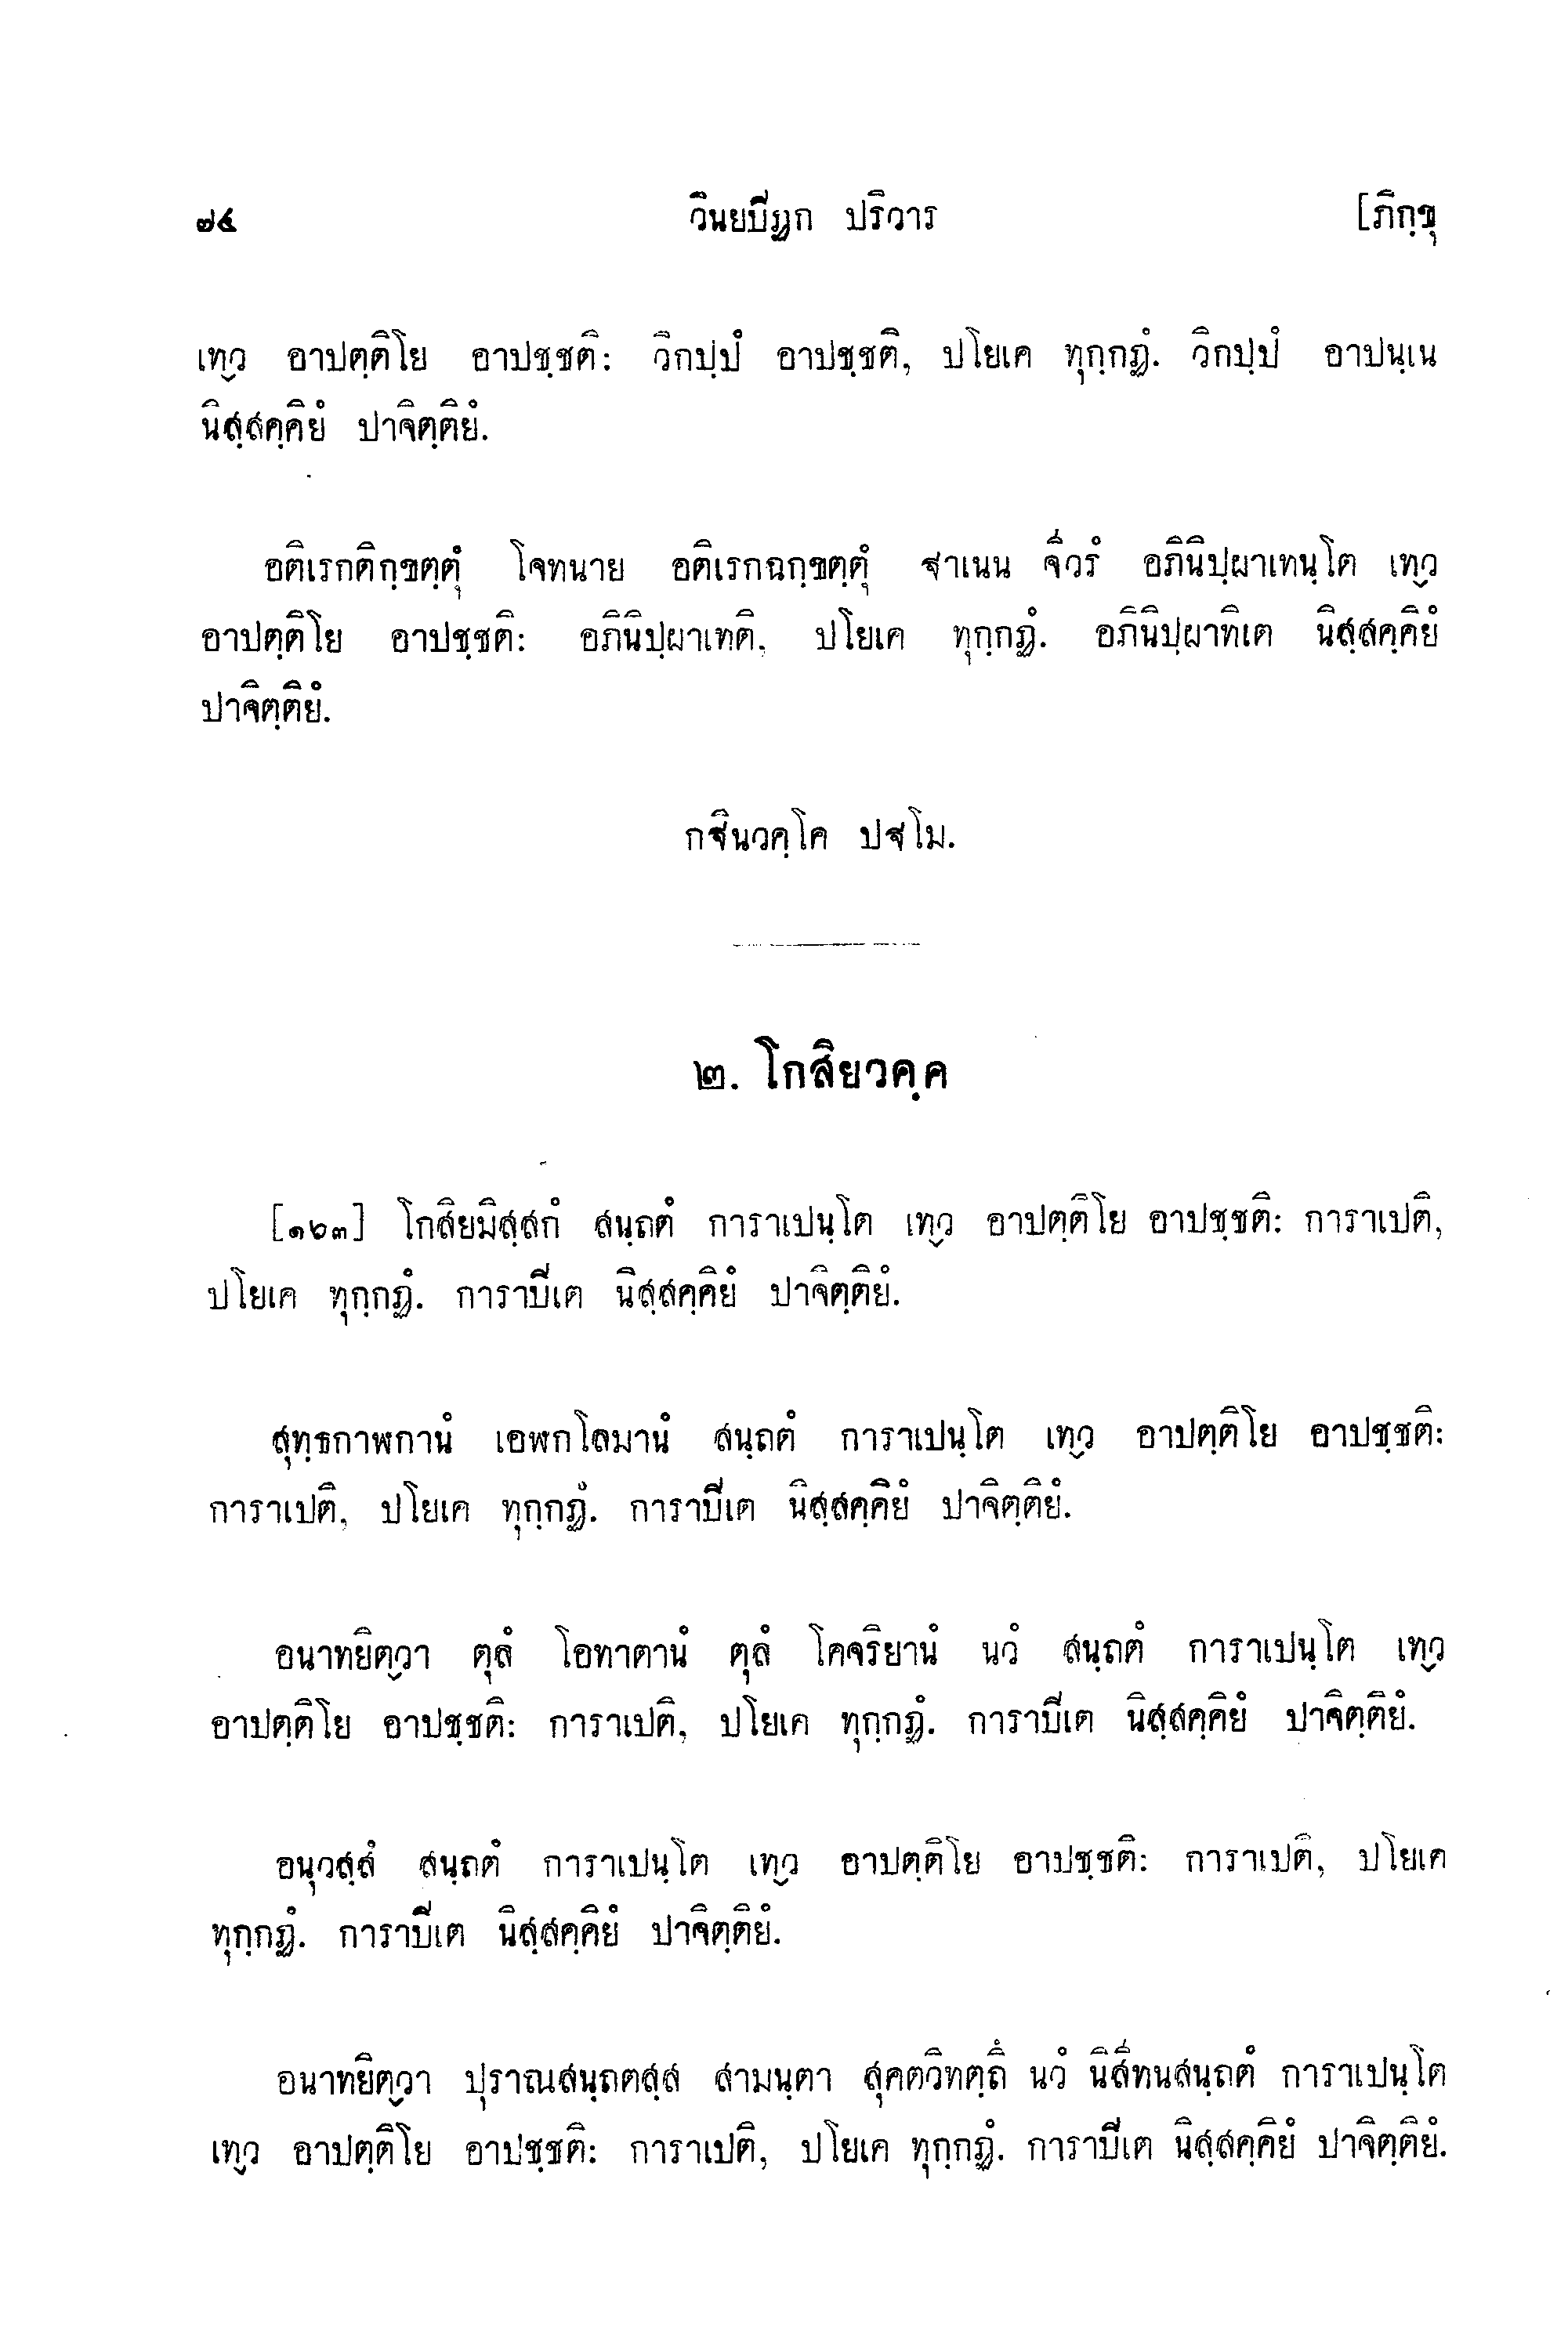 ๗๔ วินยปิฏก ปริวาร [ภิกฺขุ
เทฺว อาปตฺติโย อาปชฺชติ: วิกปฺปํ อาปชฺชติ, ปโยเค ทุกฺกฏํ. วิกปฺปํ อาปนฺเน
นิสฺสคฺคิยํ ปาจิตฺติยํ.
อติเรกติกฺขตฺตุํ โจทนาย อติเรกฉกฺขตฺตุํ ฐาเนน จีวรํ อภินิปฺผาเทนฺโต เทฺว
อาปตฺติโย อาปชฺชติ: อภินิปฺผาเทติ, ปโยเค ทุกฺกฏํ. อภินิปฺผาทิเต นิสฺสคฺคิยํ
ปาจิตฺติยํ.
กฐินวคฺโค ปฐโม.
๒. โกสิยวคฺค
[๑๖๓] โกสิยมิสฺสกํ สนฺถตํ การาเปนฺโต เทฺว อาปตฺติโย อาปชฺชติ: การาเปติ,
ปโยเค ทุกฺกฏํ. การาปิเต นิสฺสคฺคิยํ ปาจิตฺติยํ.
สุทฺธกาฬกานํ เอฬกโลมานํ สนฺถตํ การาเปนฺโต เทฺว อาปตฺติโย อาปชฺชติ:
การาเปติ, ปโยเค ทุกฺกฏํ. การาปิเต นิสฺสคฺคิยํ ปาจิตฺติยํ.
อนาทยิตฺวา ตุลํ โอทาตานํ ตุลํ โคจริยานํ นวํ สนฺถตํ การาเปนฺโต เทฺว
อาปตฺติโย อาปชฺชติ: การาเปติ, ปโยเค ทุกฺกฏํ. การาปิเต นิสฺสคฺคิยํ ปาจิตฺติยํ.
อนุวสฺสํ สนฺถตํ การาเปนฺโต เทฺว อาปตฺติโย อาปชฺชติ: การาเปติ, ปโยเค
ทุกฺกฏํ. การาปิเต นิสฺสคฺคิยํ ปาจิตฺติยํ.
อนาทยิตฺวา ปุราณสนฺถตสฺส สามนฺตา สุคตวิทตฺถึ นวํ นิสีทนสนฺถตํ การาเปนฺโต
เทฺว อาปตฺติโย อาปชฺชติ: การาเปติ, ปโยเค ทุกฺกฏํ. การาปิเต นิสฺสคฺคิยํ ปาจิตฺติยํ.